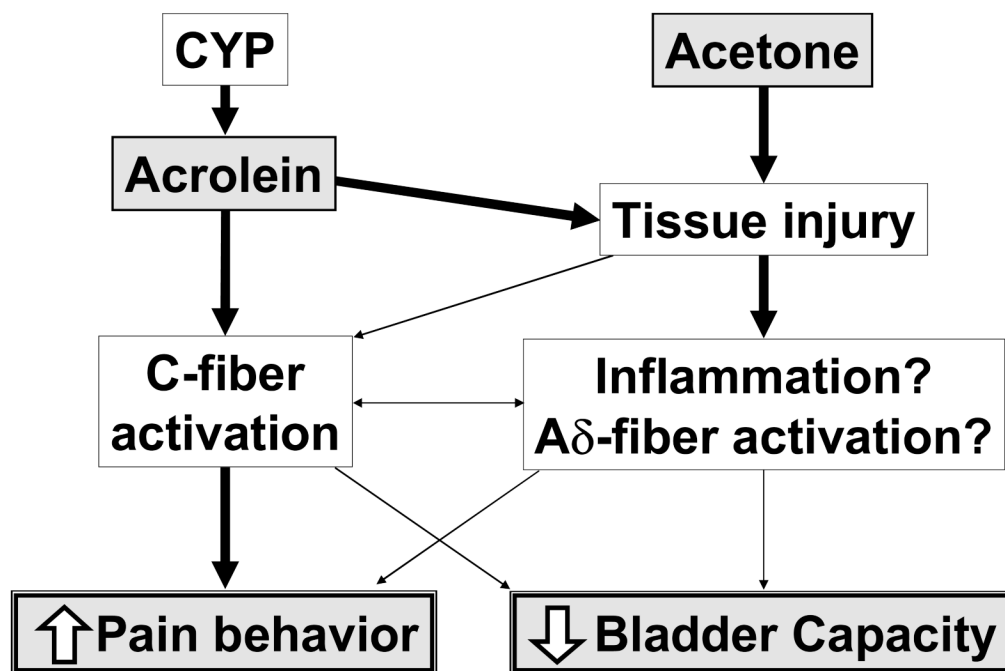 CYP
Acetone
Acrolein
Tissue injury
C-fiber
activation
Inflammation?
Aδ-fiber activation?
Pain behavior
Bladder Capacity